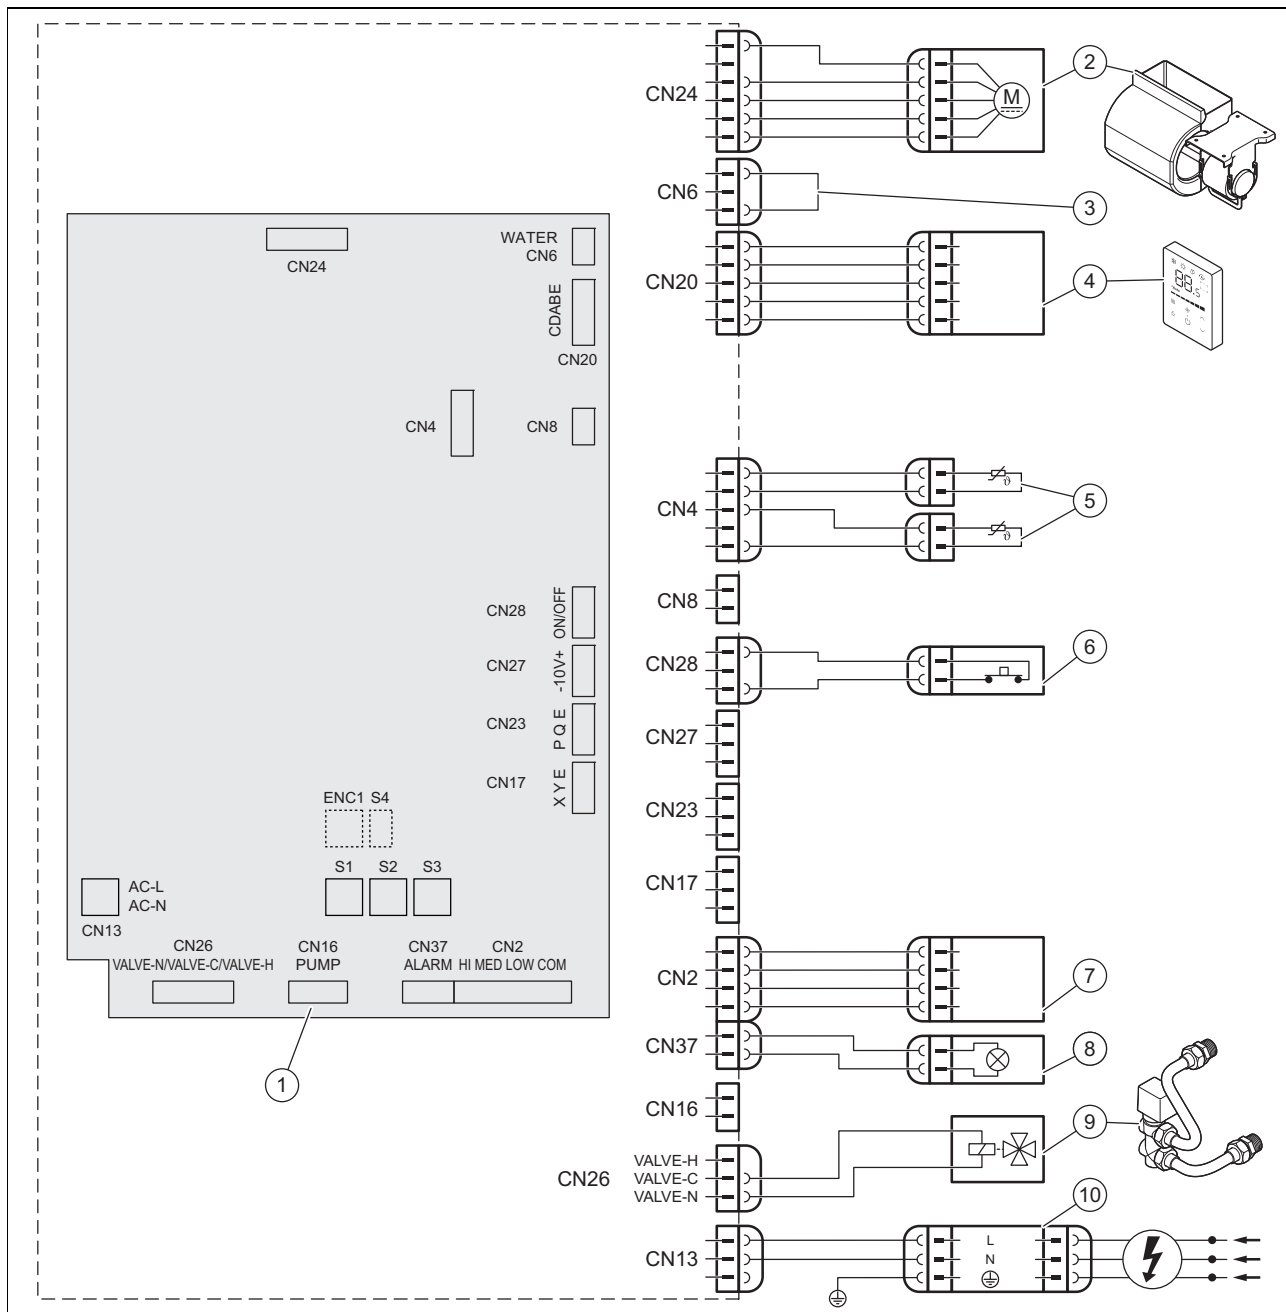 CN24
M
2
CN6
3
CN20
4
88.5
CN24
WATER
CN6
CDABE
CN20
CN4
CN8
CN4
ϑ
ϑ
5
CN8
CN28
ON/OFF
CN28
6
CN27
-10V+
CN27
CN23
P Q E
CN23
CN17
X Y E
CN17
ENC1 S4
S1 S2 S3
AC-L
AC-N
CN13
CN26
VALVE-N/VALVE-C/VALVE-H
CN16
PUMP
CN37
ALARM
CN2
HI MED LOW COM
1
CN2
7
CN37
8
CN16
CN26
VALVE-H
VALVE-C
VALVE-N
9
10
CN13
L
N